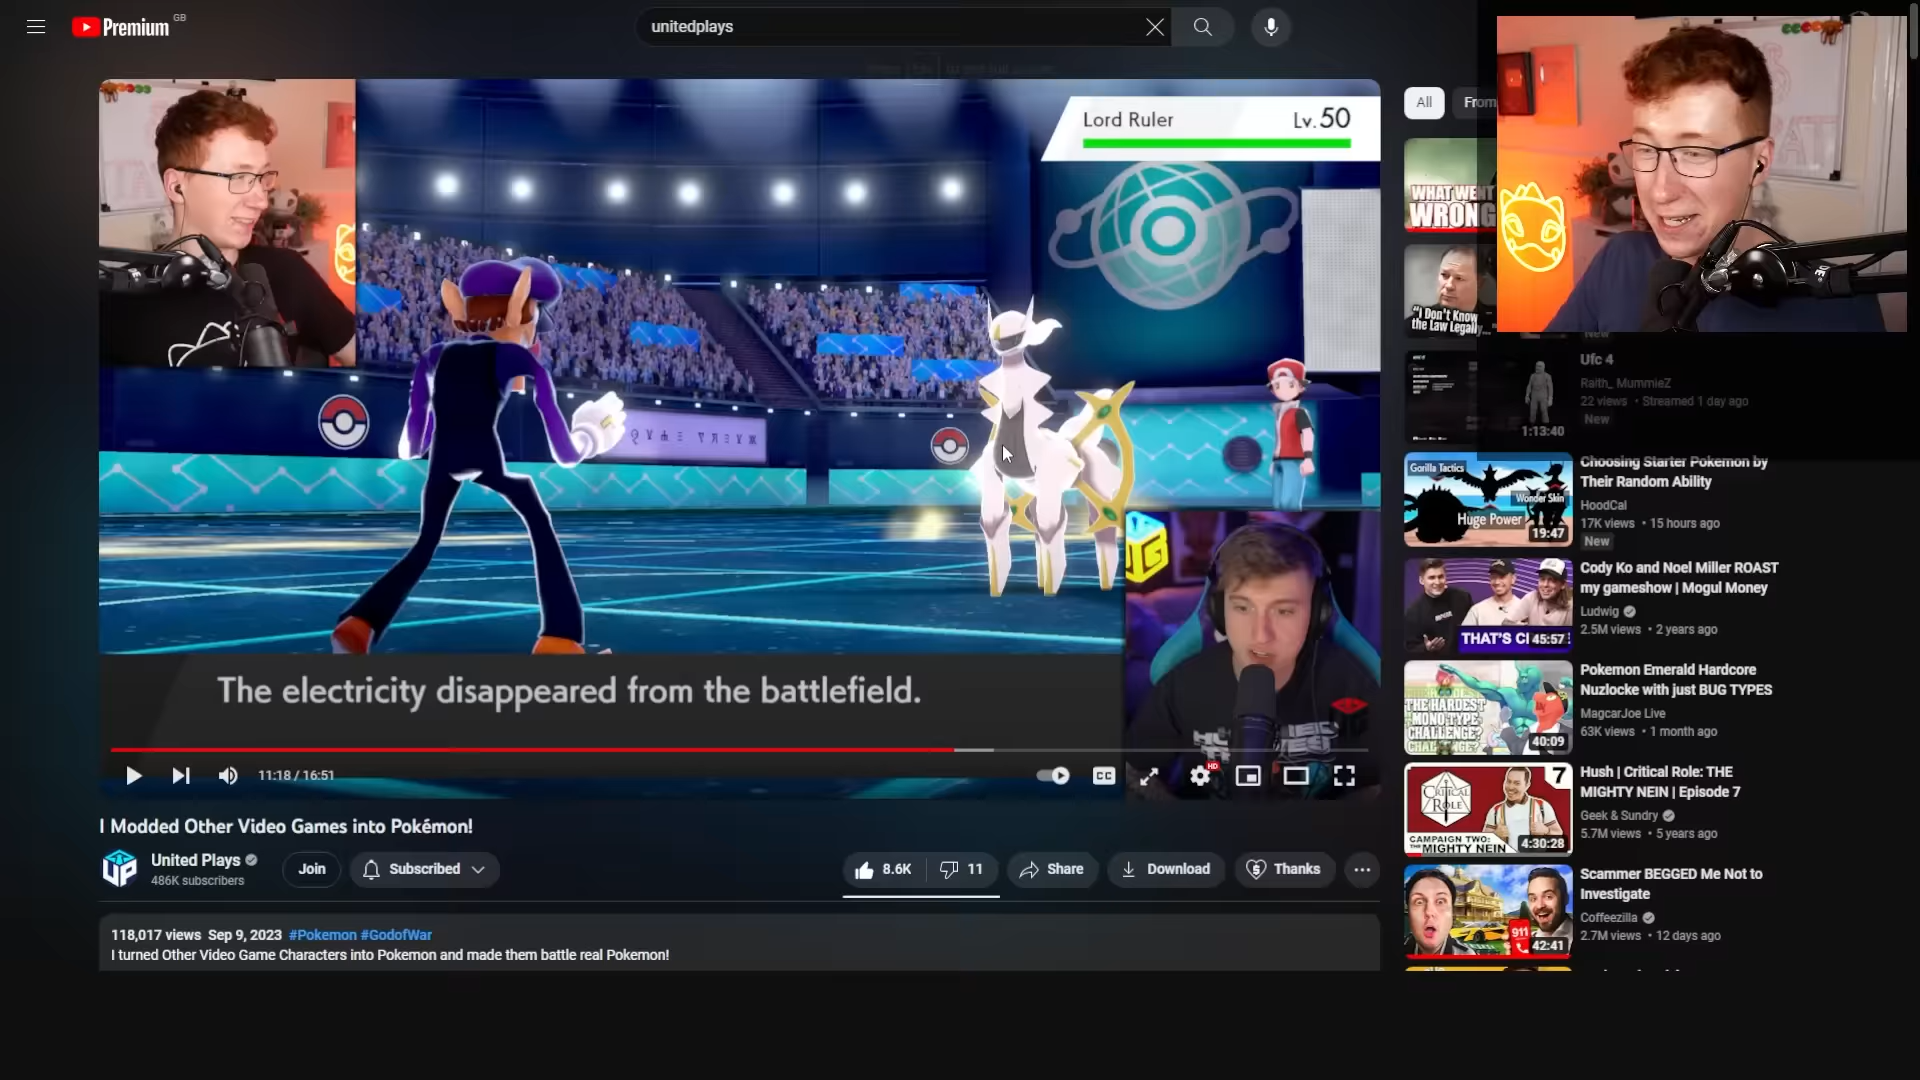 Premium GB
unitedplays
All
From
Lord Ruler Lv.50
The electricity disappeared from the battlefield.
11:18 / 16:51
CC
HD
I Modded Other Video Games into Pokémon!
United Plays
486K subscribers
Join
Subscribed
8.6K
11
Share
Download
Thanks
118,017 views Sep 9, 2023 #Pokemon #GodofWar
I turned Other Video Game Characters into Pokemon and made them battle real Pokemon!
UP
WHAT WENT
WRONG
"I Don't Know
the Law Legally
New
Ufc 4
Raith_ MummieZ
22 views • Streamed 1 day ago
New
1:13:40
Gorilla Tactics
Wonder Skin
Huge Power
19:47
Choosing Starter Pokemon by
Their Random Ability
HoodCal
17K views • 15 hours ago
New
THAT'S
45:57
Cody Ko and Noel Miller ROAST
my gameshow | Mogul Money
Ludwig
2.5M views • 2 years ago
THE HARDEST
MONO TYPE
CHALLENGE?
40:09
Pokemon Emerald Hardcore
Nuzlocke with just BUG TYPES
MagcarJoe Live
63K views • 1 month ago
7
CRITICAL
ROLE
CAMPAIGN TWO:
THE MIGHTY NEIN
4:30:28
Hush | Critical Role: THE
MIGHTY NEIN | Episode 7
Geek & Sundry
5.7M views • 5 years ago
911
42:41
Scammer BEGGED Me Not to
Investigate
Coffeezilla
2.7M views • 12 days ago